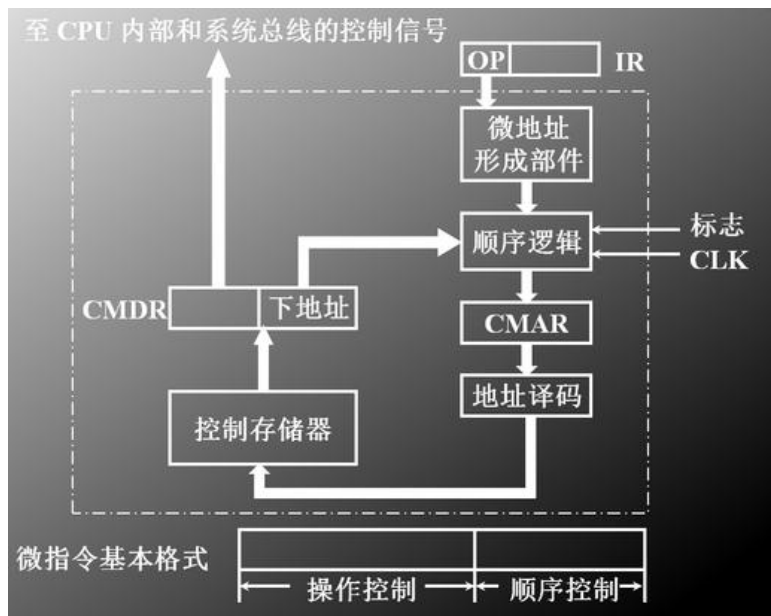 至 CPU 内部和系统总线的控制信号
OP
IR
微地址
形成部件
顺序逻辑
标志
CLK
CMDR
下地址
CMAR
地址译码
控制存储器
微指令基本格式
操作控制
顺序控制